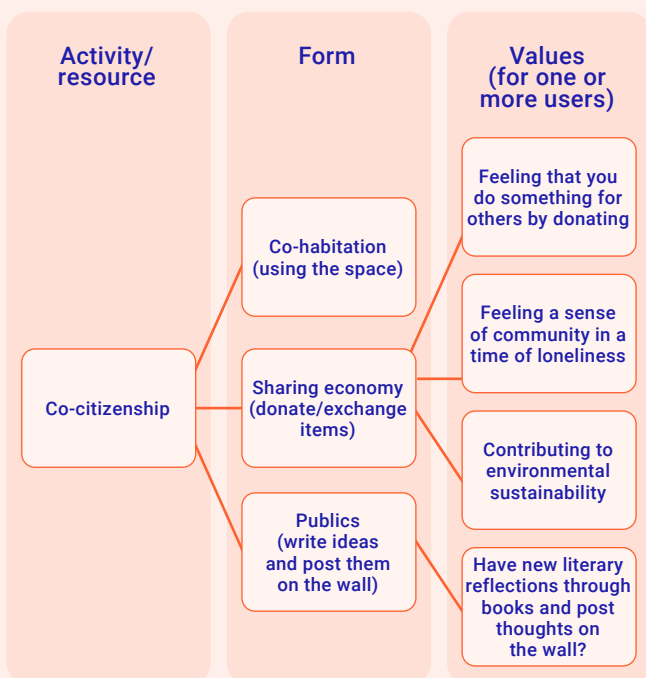 Activity/
resource
Form
Values
(for one or
more users)
Co-citizenship
Co-habitation
(using the space)
Sharing economy
(donate/exchange
items)
Publics
(write ideas
and post them
on the wall)
Feeling that you
do something for
others by donating
Feeling a sense
of community in a
time of loneliness
Contributing to
environmental
sustainability
Have new literary
reflections through
books and post
thoughts on
the wall?